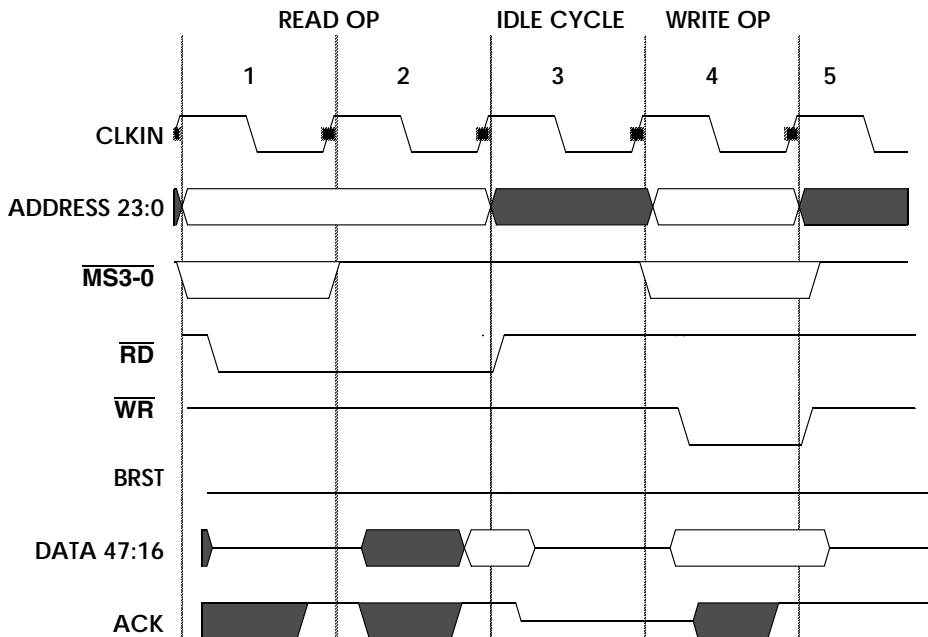 READ OP IDLE CYCLE WRITE OP
1 2 3 4 5
CLKIN
ADDRESS 23:0
MS3-0
RD
WR
BRST
DATA 47:16
ACK